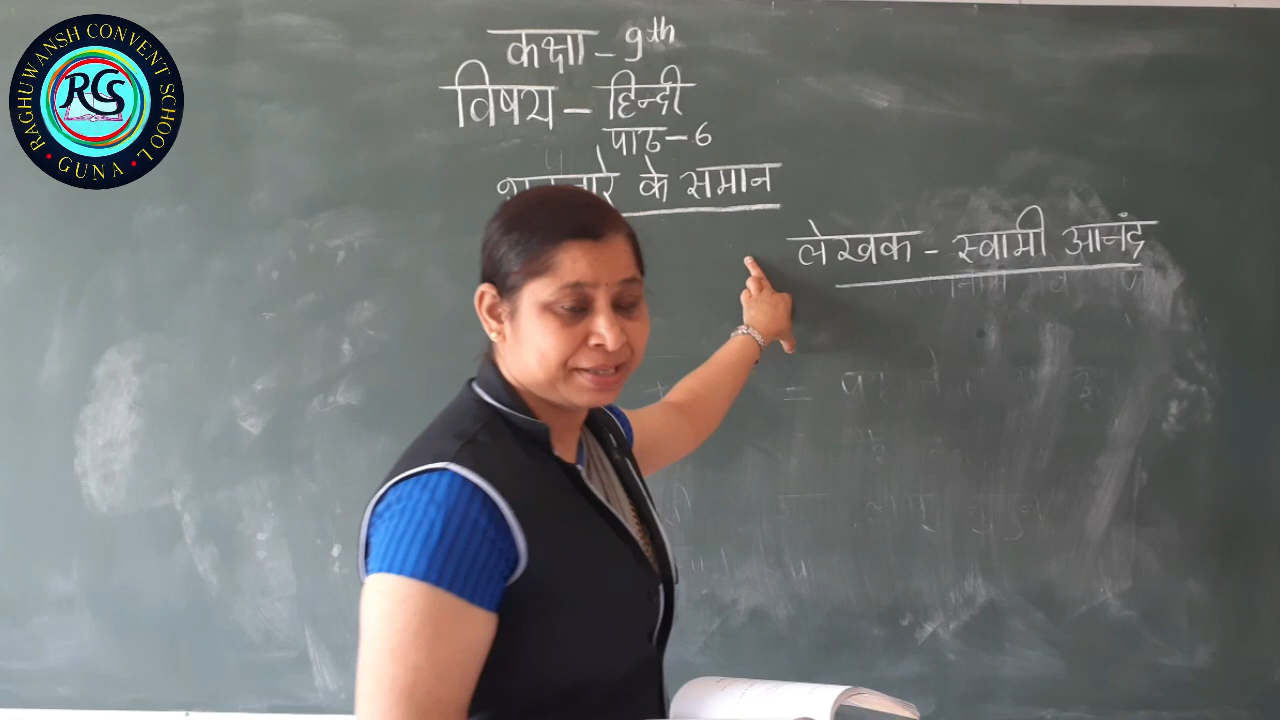 RAGHUWANSH CONVENT SCHOOL
RCS
• GUNA •
कक्षा - 9th
विषय - हिन्दी
पाठ - 6
के समान
लेखक - स्वामी आनंद